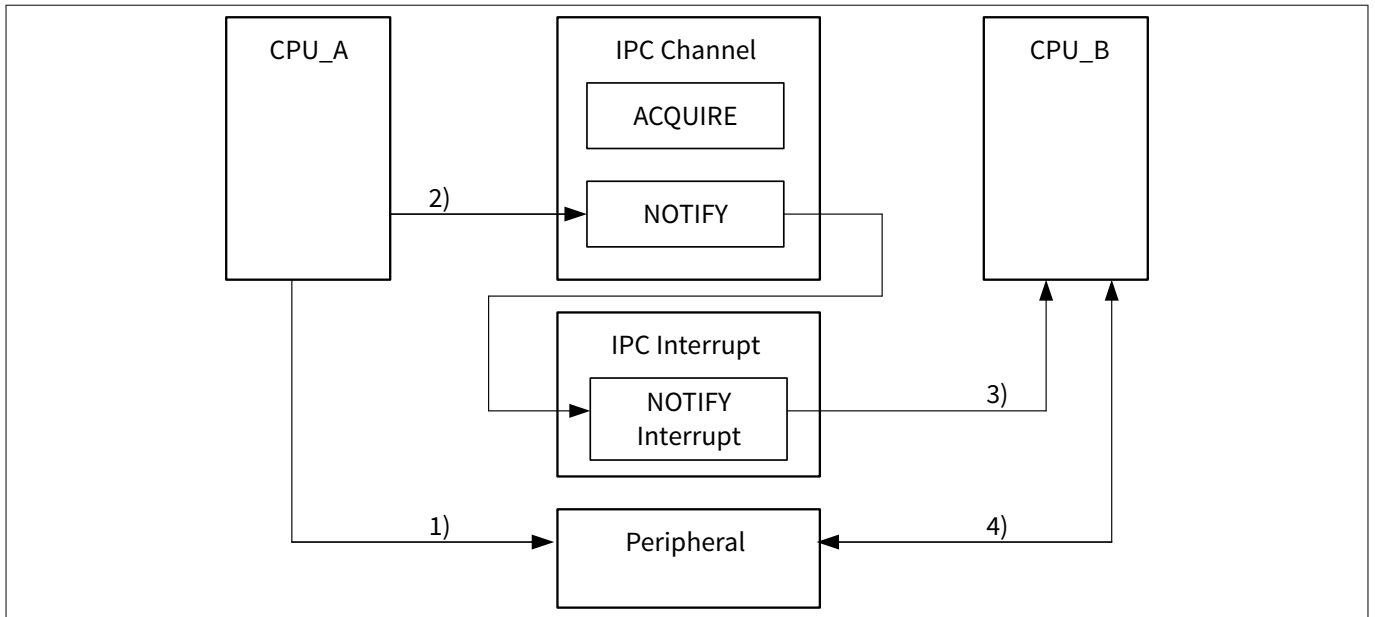 CPU_A
IPC Channel
CPU_B
ACQUIRE
2)
NOTIFY
IPC Interrupt
NOTIFY
Interrupt
3)
1)
Peripheral
4)